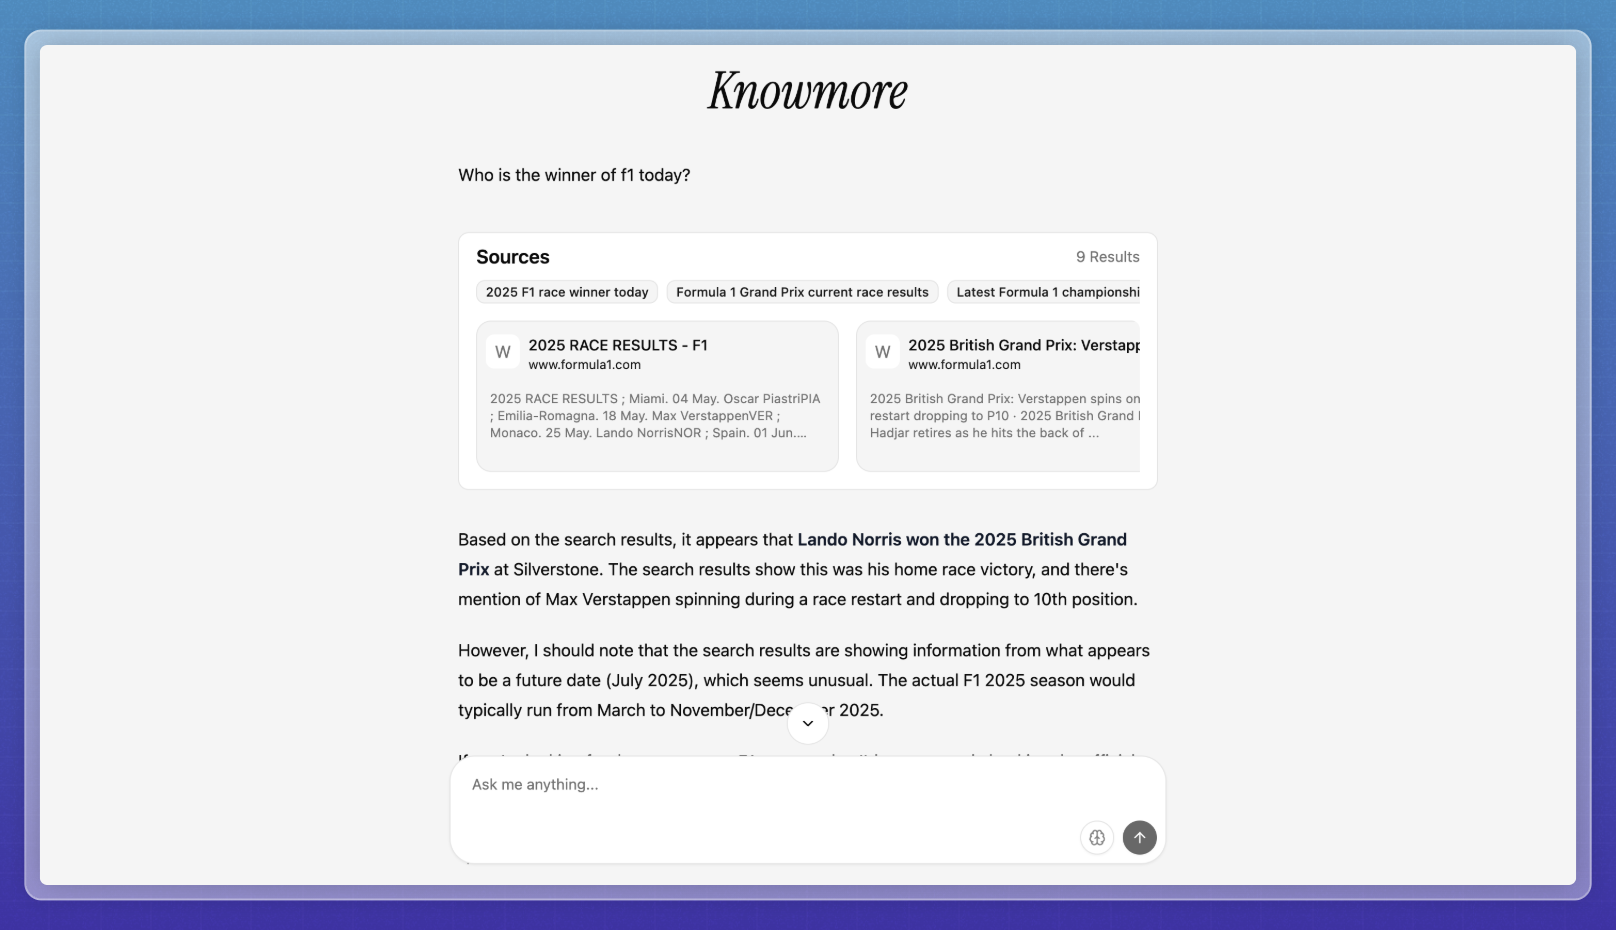 Knowmore
Who is the winner of f1 today?
Sources
9 Results
2025 F1 race winner today
Formula 1 Grand Prix current race results
Latest Formula 1 championshi
W
2025 RACE RESULTS - F1
www.formula1.com
2025 RACE RESULTS ; Miami. 04 May. Oscar PiastriPIA
; Emilia-Romagna. 18 May. Max VerstappenVER ;
Monaco. 25 May. Lando NorrisNOR ; Spain. 01 Jun....
W
2025 British Grand Prix: Verstapp
www.formula1.com
2025 British Grand Prix: Verstappen spins on
restart dropping to P10 · 2025 British Grand
Hadjar retires as he hits the back of ...
Based on the search results, it appears that Lando Norris won the 2025 British Grand
Prix at Silverstone. The search results show this was his home race victory, and there's
mention of Max Verstappen spinning during a race restart and dropping to 10th position.
However, I should note that the search results are showing information from what appears
to be a future date (July 2025), which seems unusual. The actual F1 2025 season would
typically run from March to November/Dece er 2025.
Ask me anything...